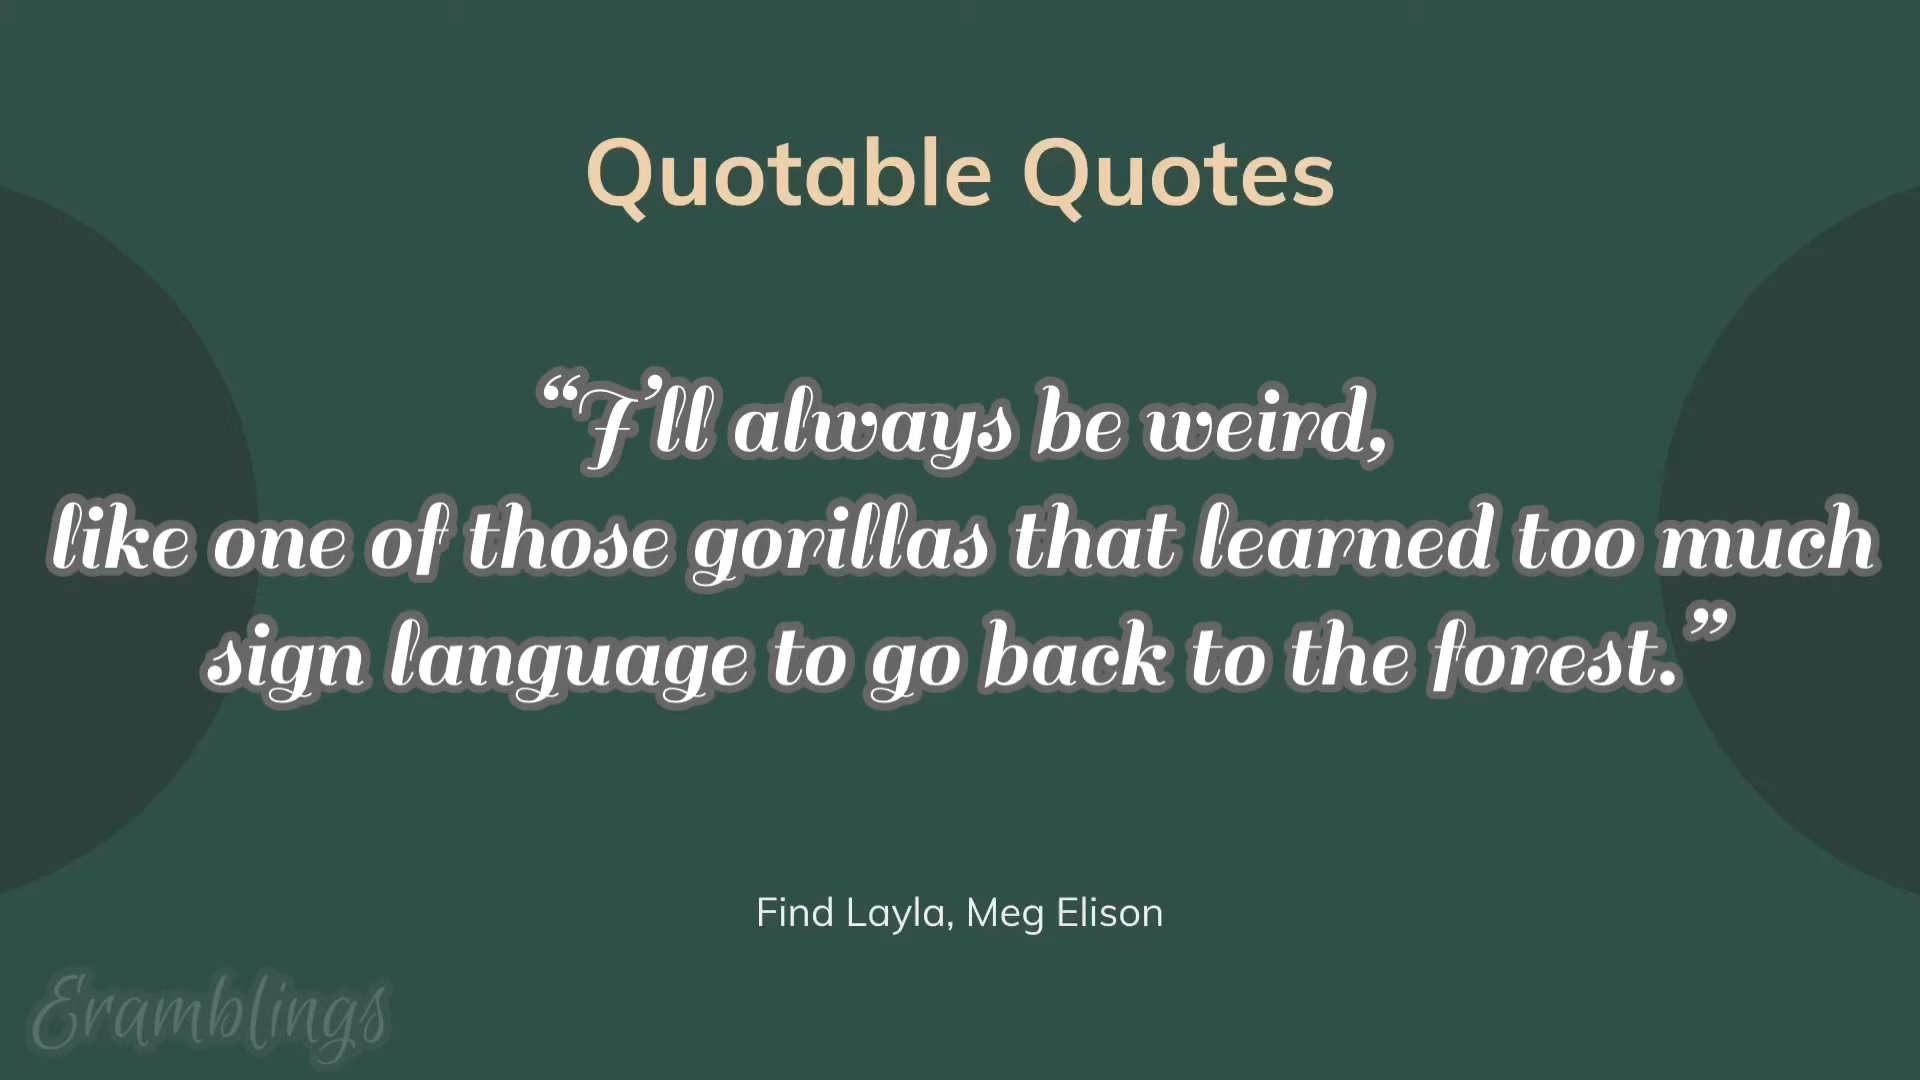 Quotable Quotes
“I’ll always be weird,
like one of those gorillas that learned too much
sign language to go back to the forest.”
Find Layla, Meg Elison
Eramblings